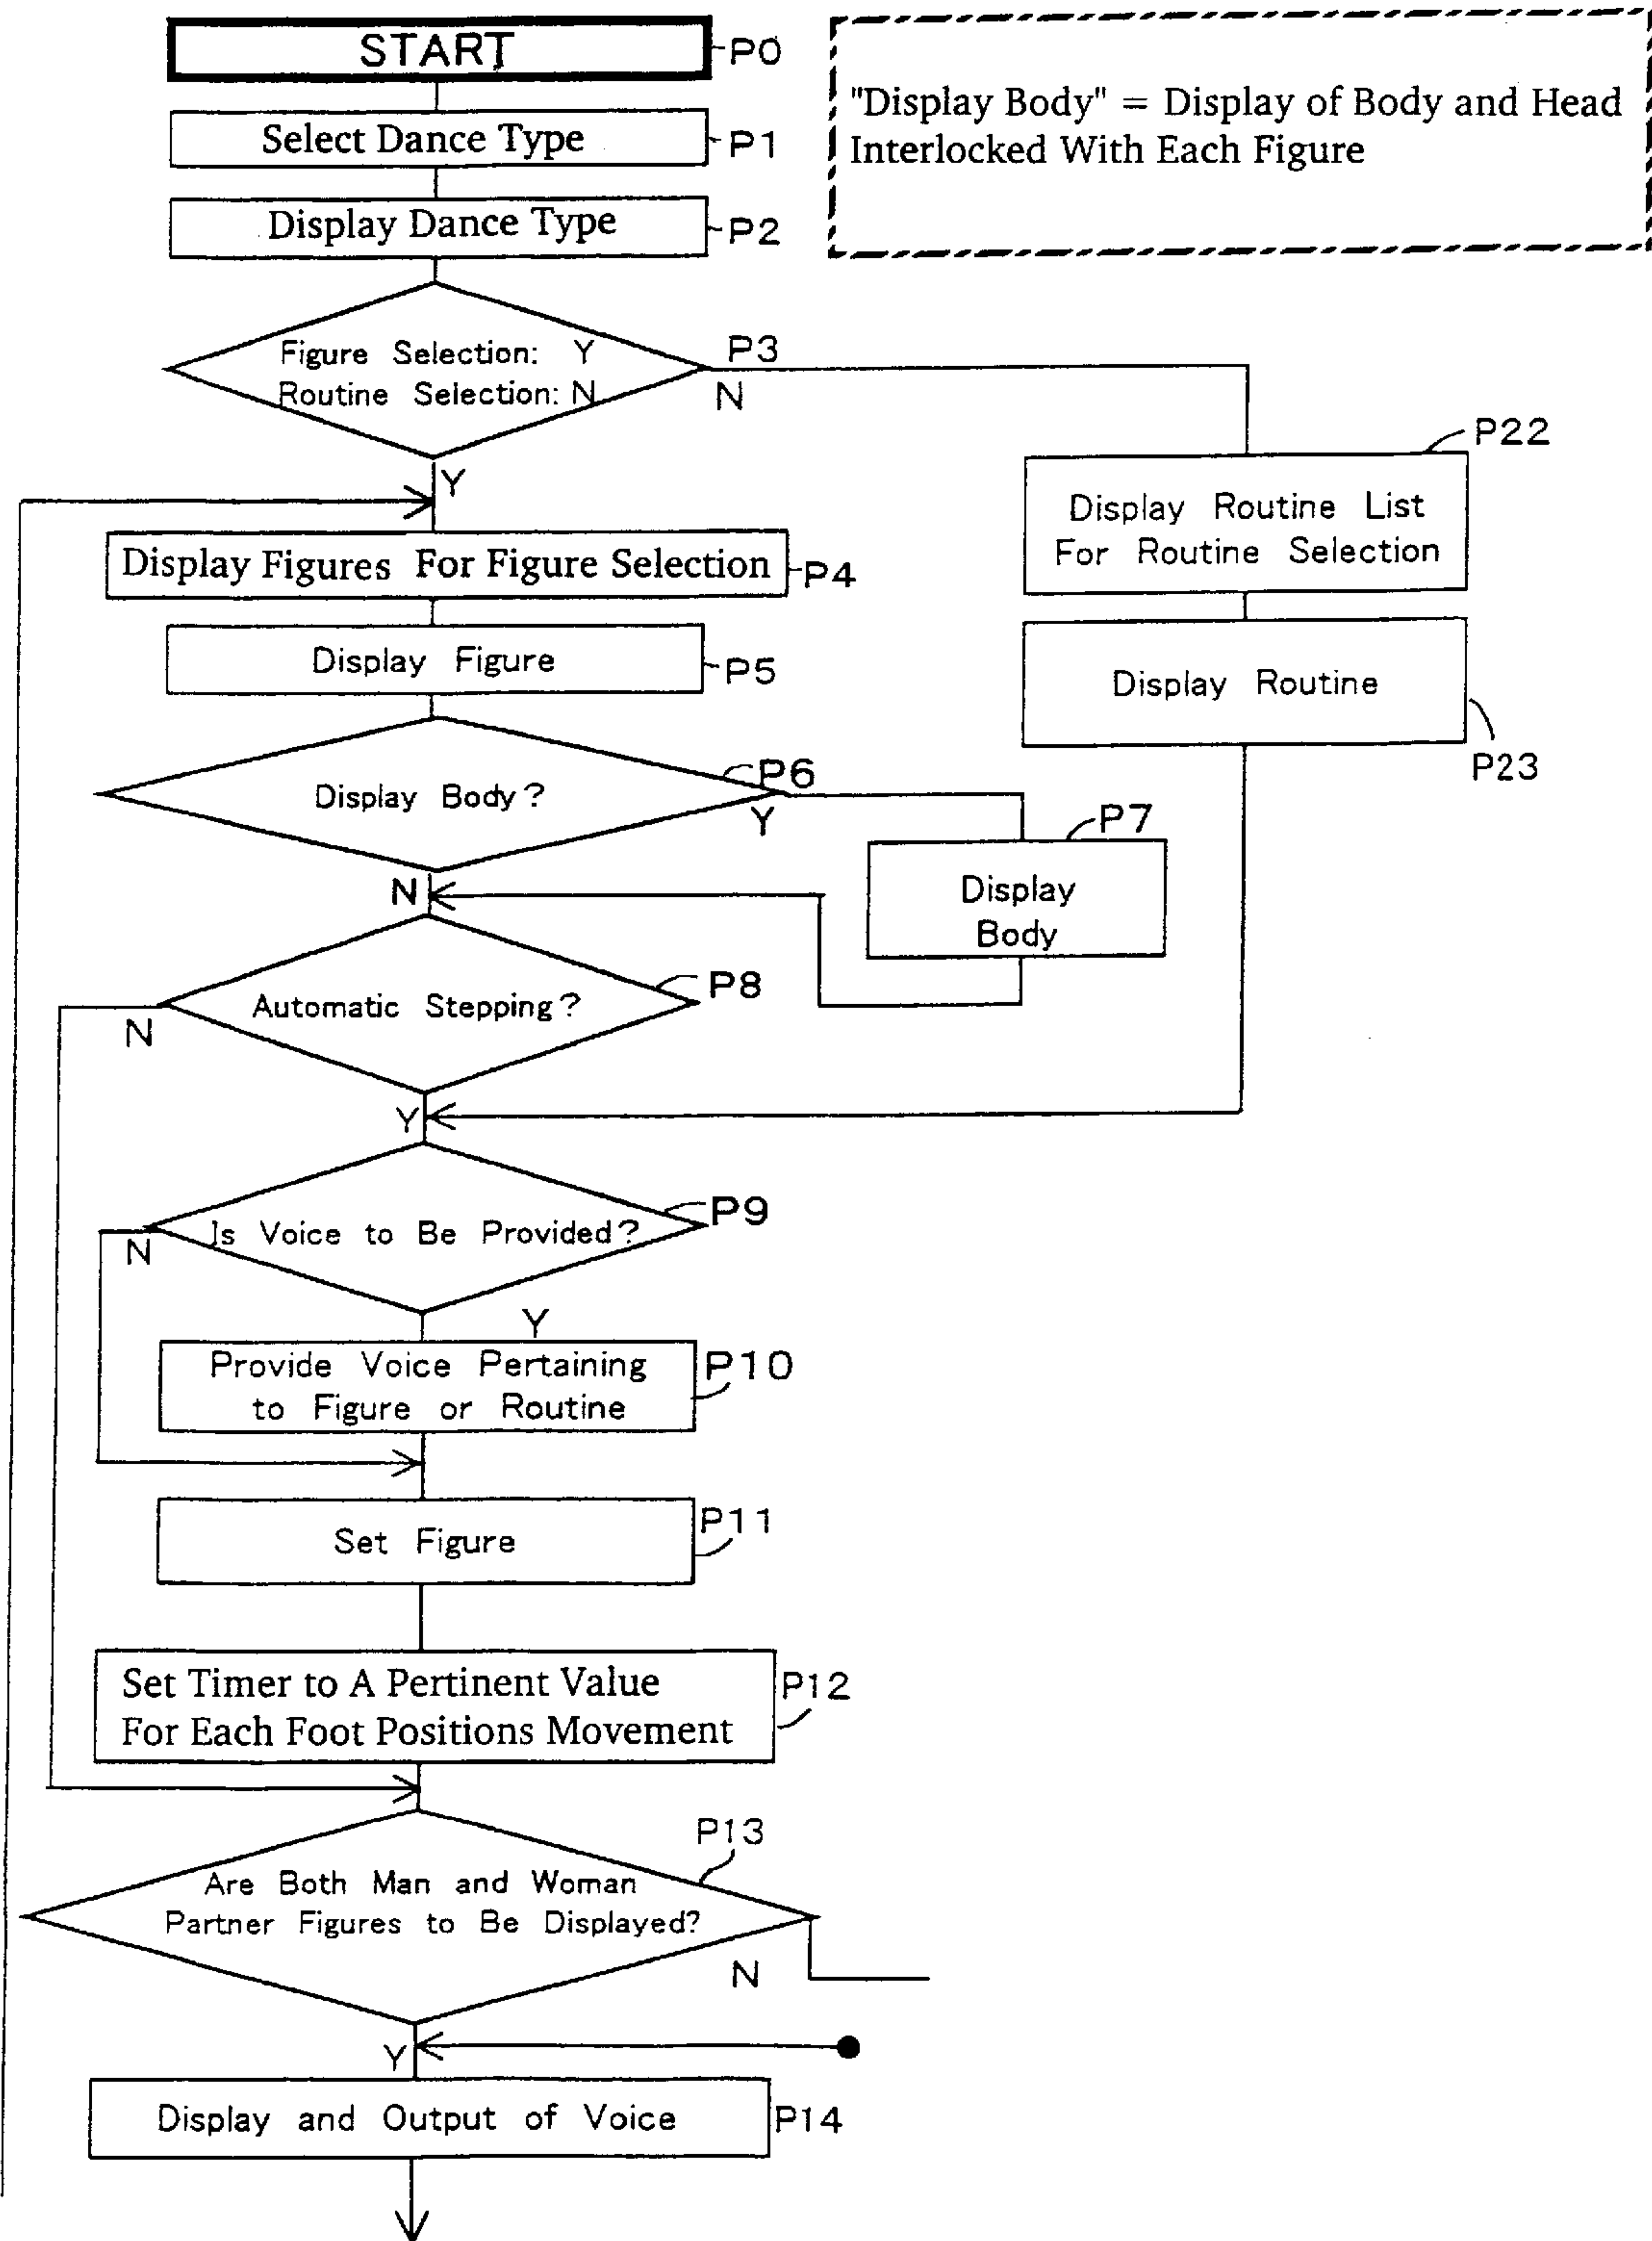 START
P0
"Display Body" = Display of Body and Head
Interlocked With Each Figure
Select Dance Type
P1
Display Dance Type
P2
Figure Selection: Y
Routine Selection: N
P3
N
Y
P22
Display Routine List
For Routine Selection
Display Figures For Figure Selection
P4
Display Figure
P5
Display Routine
P23
Display Body?
P6
Y
N
P7
Display
Body
Automatic Stepping?
P8
N
Y
Is Voice to Be Provided?
P9
N
Y
Provide Voice Pertaining
to Figure or Routine
P10
Set Figure
P11
Set Timer to A Pertinent Value
For Each Foot Positions Movement
P12
P13
Are Both Man and Woman
Partner Figures to Be Displayed?
N
Y
Display and Output of Voice
P14